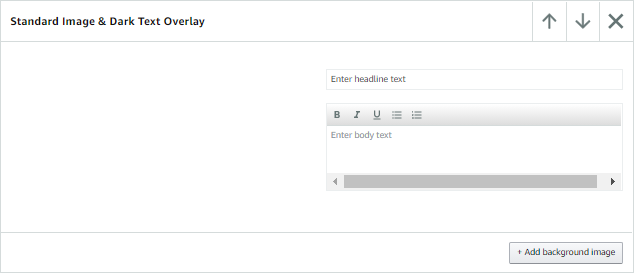 Standard Image & Dark Text Overlay
Enter headline text
B I U
Enter body text
+ Add background image